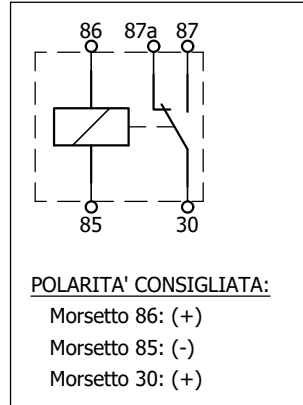 86 87a 87
85 30
POLARITA' CONSIGLIATA:
Morsetto 86: (+)
Morsetto 85: (-)
Morsetto 30: (+)